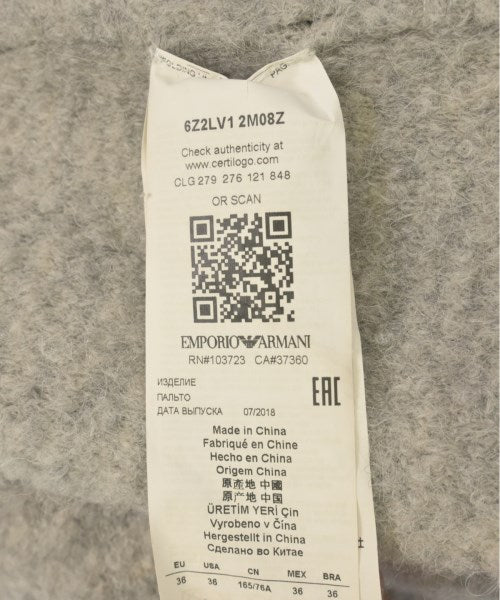 FOLDING
PAG.
6Z2LV1 2M08Z
Check authenticity at
www.certilogo.com
CLG 279 276 121 848
OR SCAN
EMPORIO ARMANI
RN#103723 CA#37360
ИЗДЕЛИЕ
ПАЛЬТО
ДАТА ВЫПУСКА 07/2018
EAC
Made in China
Fabriqué en Chine
Hecho en China
Origem China
原產地 中國
原产地 中国
ÜRETİM YERİ Çin
Vyrobeno v Čína
Hergestellt in China
Сделано во Китае
EU USA CN MEX BRA
36 36 165/76A 36 36